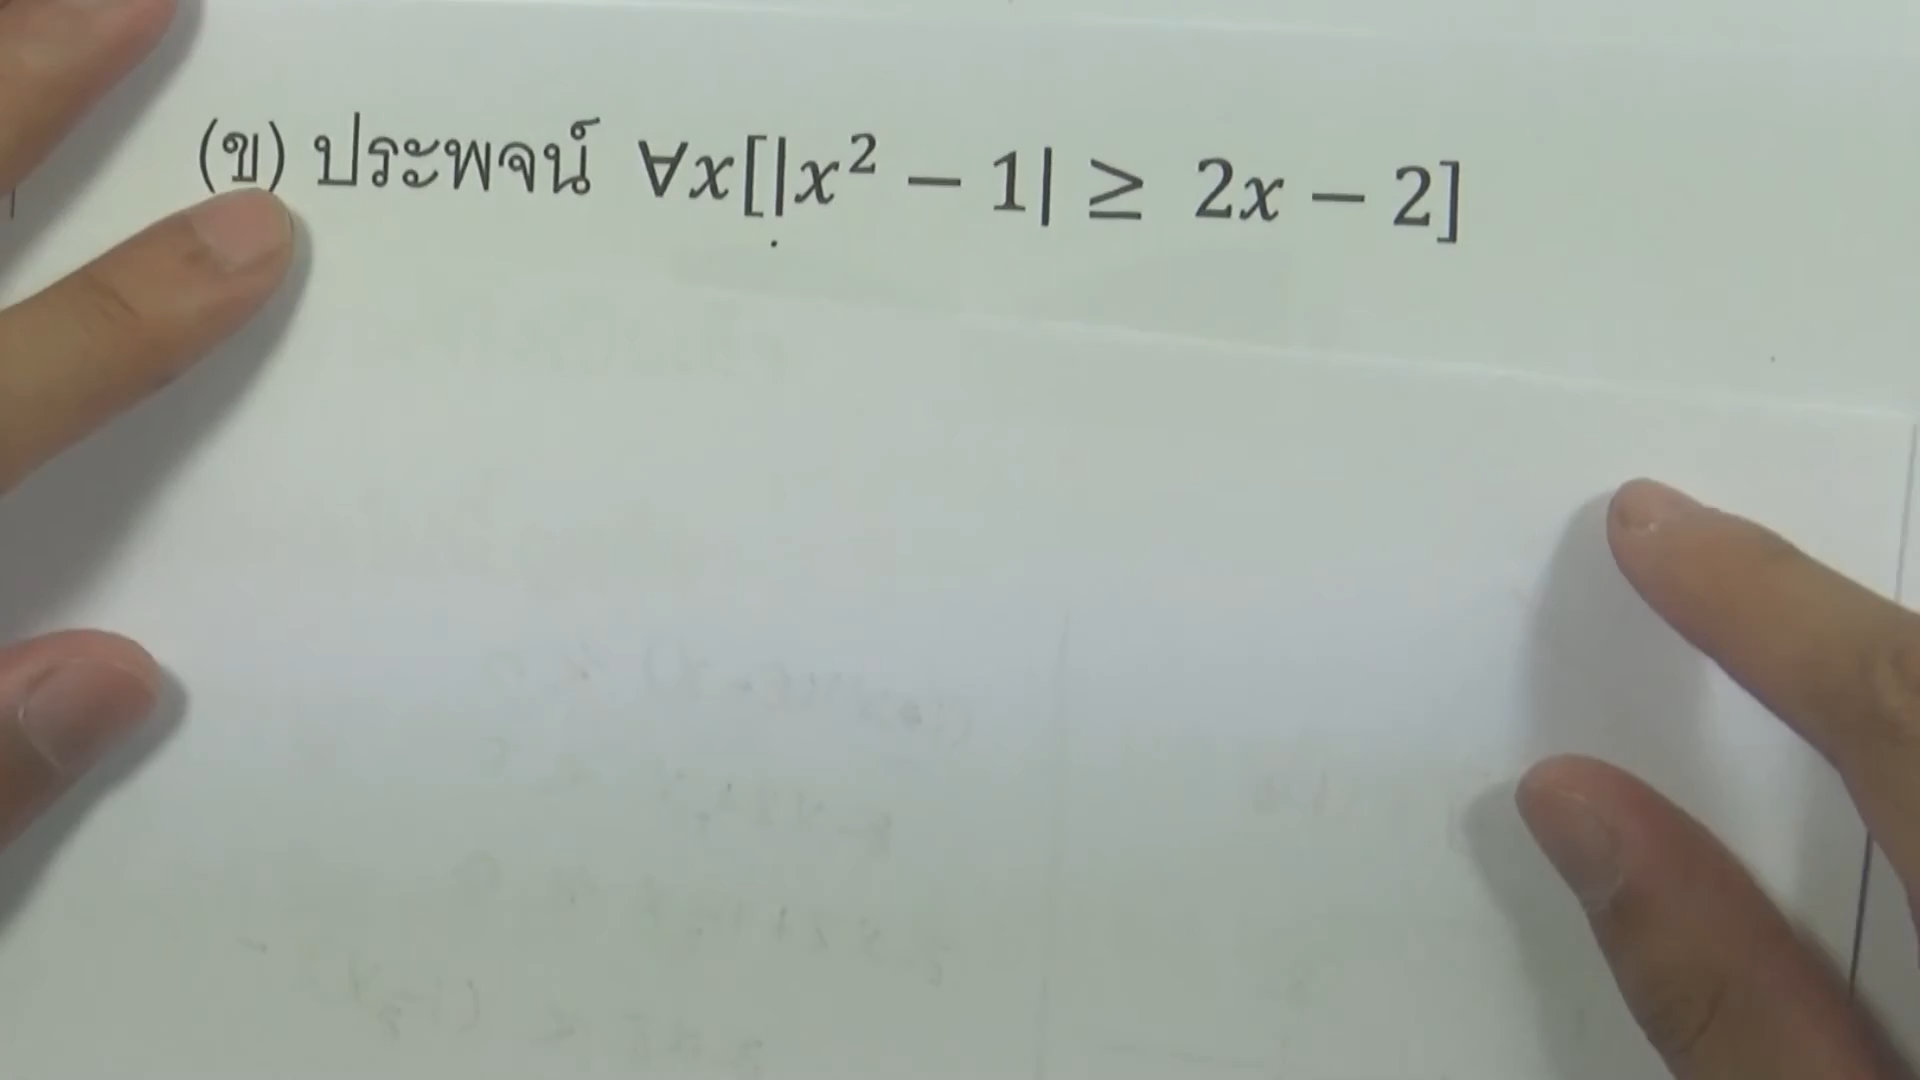 (ข) ประพจน์ ∀x[|x² − 1| ≥ 2x − 2]